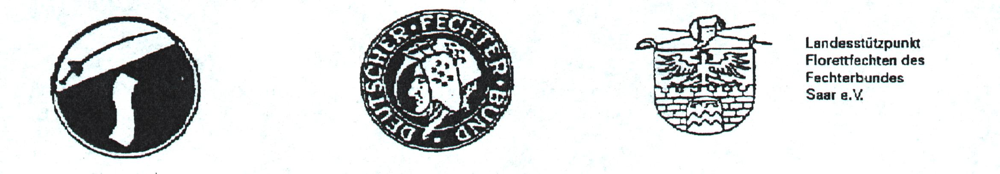 DEUTSCHER · FECHTER · BUND ·
Landesstützpunkt
Florettfechten des
Fechterbundes
Saar e.V.